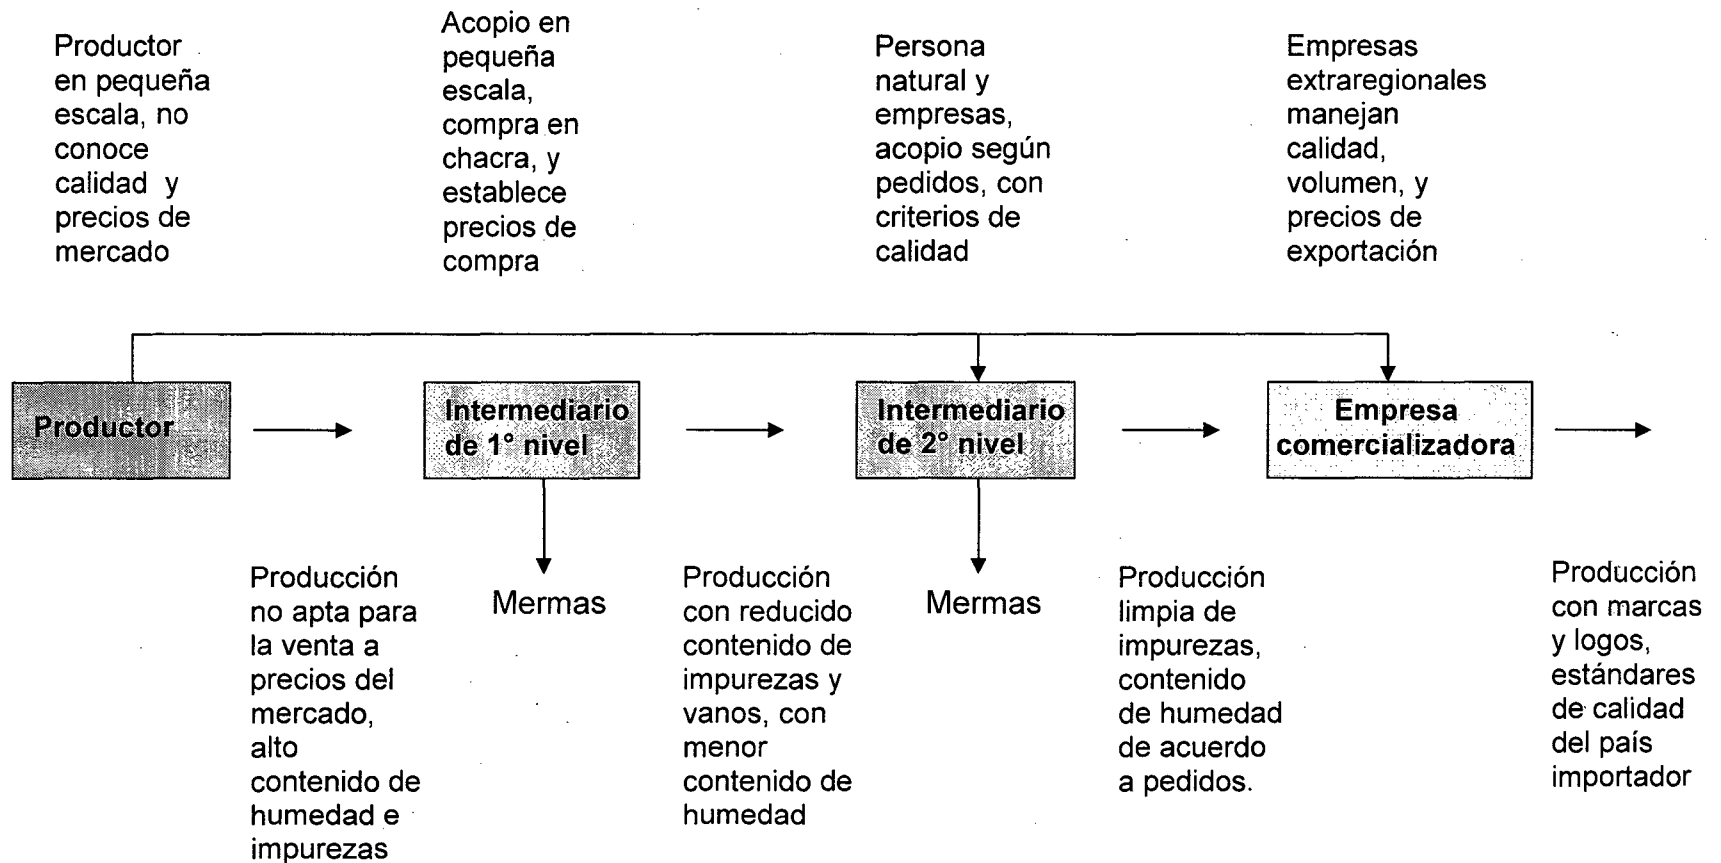 Productor
en pequeña
escala, no
conoce
calidad y
precios de
mercado
Acopio en
pequeña
escala,
compra en
chacra, y
establece
precios de
compra
Persona
natural y
empresas,
acopio según
pedidos, con
criterios de
calidad
Empresas
extraregionales
manejan
calidad,
volumen, y
precios de
exportación
Productor
Intermediario
de 1° nivel
Intermediario
de 2° nivel
Empresa
comercializadora
Producción
no apta para
la venta a
precios del
mercado,
alto
contenido de
humedad e
impurezas
Mermas
Producción
con reducido
contenido de
impurezas y
vanos, con
menor
contenido de
humedad
Mermas
Producción
limpia de
impurezas,
contenido
de humedad
de acuerdo
a pedidos.
Producción
con marcas
y logos,
estándares
de calidad
del país
importador